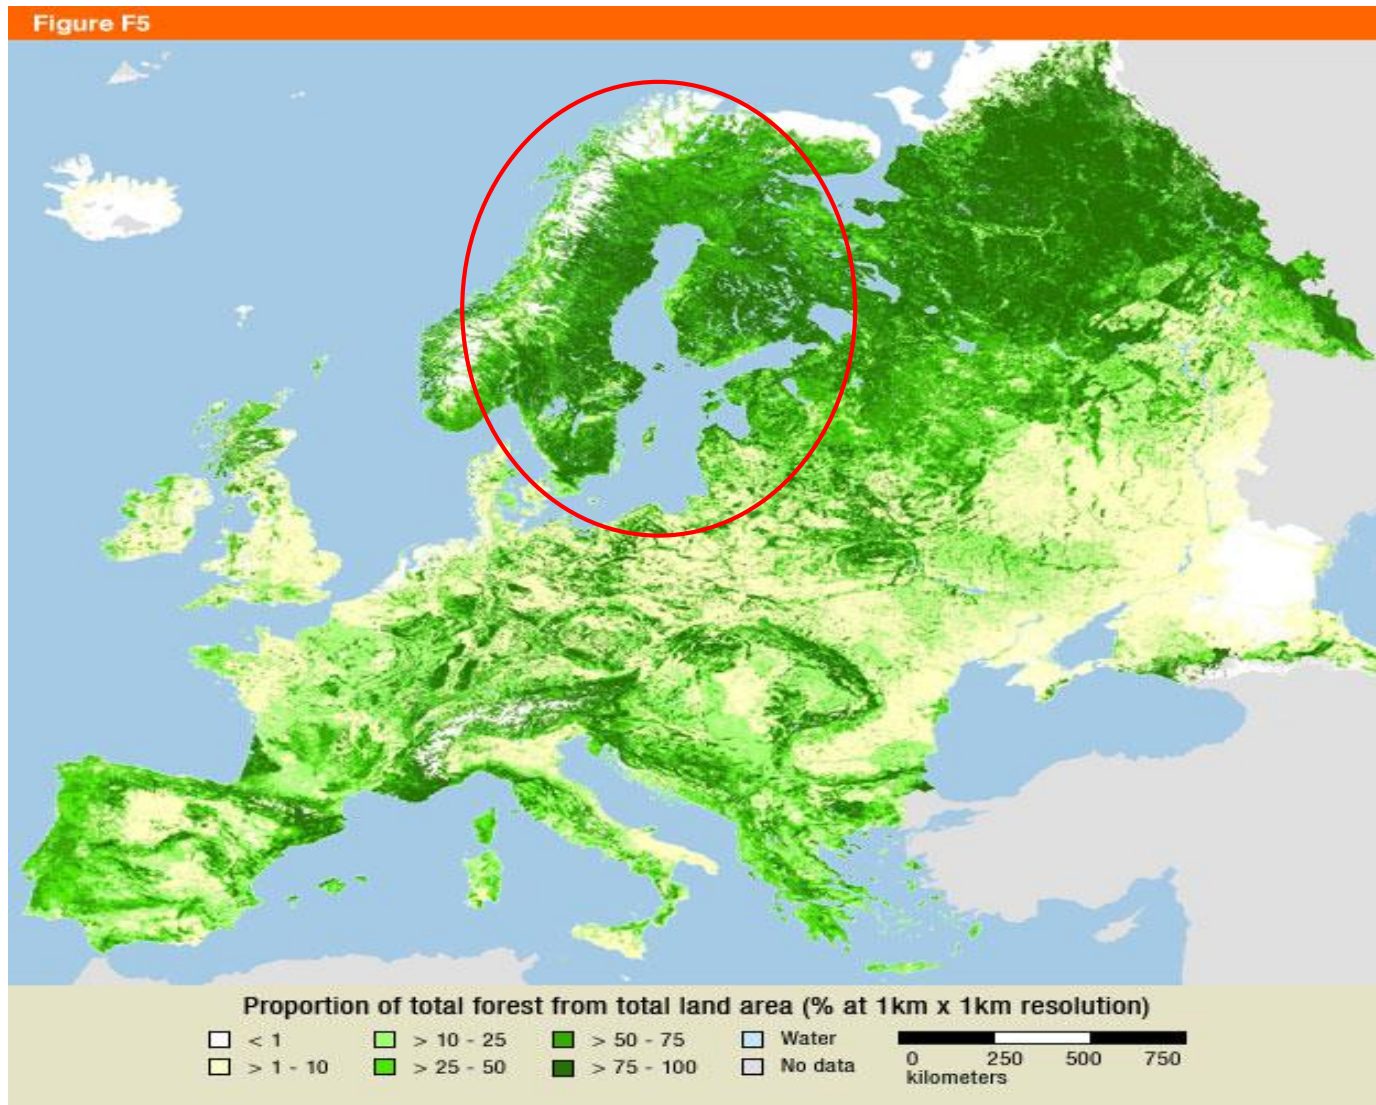 Figure F5
Proportion of total forest from total land area (% at 1km x 1km resolution)
< 1 > 10 - 25 > 50 - 75 Water
> 1 - 10 > 25 - 50 > 75 - 100 No data
0 250 500 750
kilometers